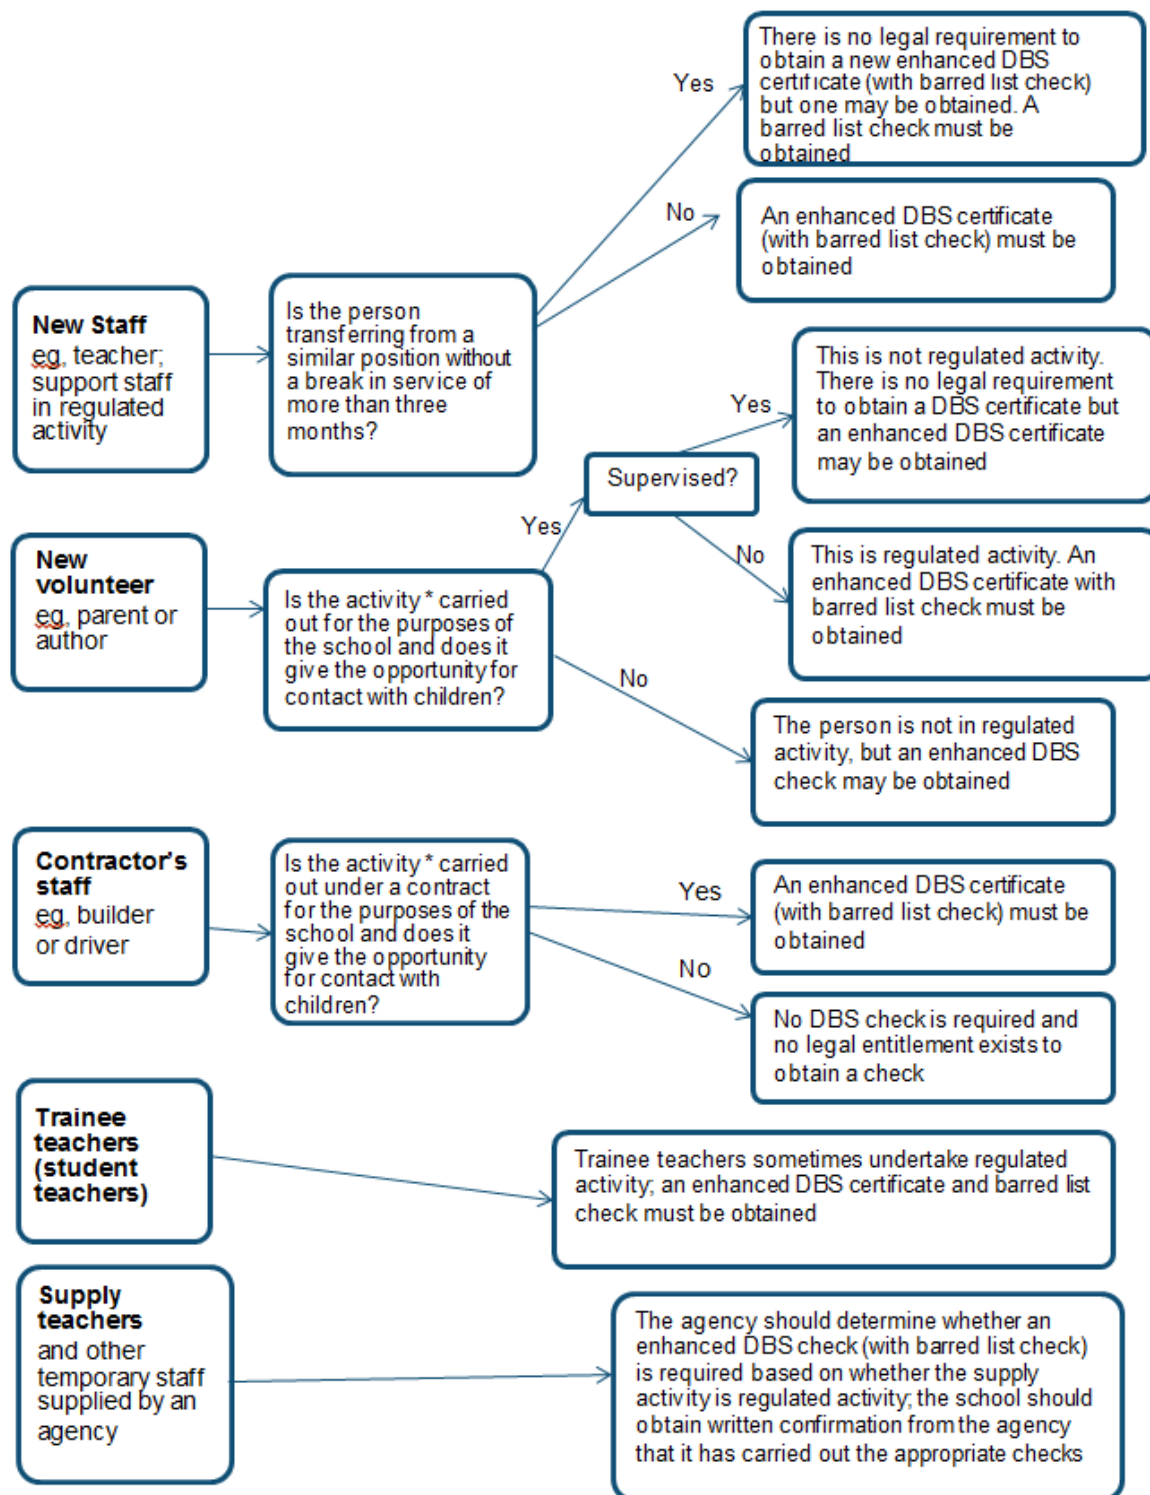 There is no legal requirement to
obtain a new enhanced DBS
certificate (with barred list check)
but one may be obtained. A
barred list check must be
obtained
Yes
No
An enhanced DBS certificate
(with barred list check) must be
obtained
New Staff
eg, teacher;
support staff
in regulated
activity
Is the person
transferring from a
similar position without
a break in service of
more than three
months?
This is not regulated activity.
There is no legal requirement
to obtain a DBS certificate but
an enhanced DBS certificate
may be obtained
Yes
Supervised?
Yes
No
This is regulated activity. An
enhanced DBS certificate with
barred list check must be
obtained
New
volunteer
eg, parent or
author
Is the activity * carried
out for the purposes of
the school and does it
give the opportunity for
contact with children?
No
The person is not in regulated
activity, but an enhanced DBS
check may be obtained
Contractor's
staff
eg, builder
or driver
Is the activity * carried
out under a contract
for the purposes of the
school and does it
give the opportunity
for contact with
children?
Yes
An enhanced DBS certificate
(with barred list check) must be
obtained
No
No DBS check is required and
no legal entitlement exists to
obtain a check
Trainee
teachers
(student
teachers)
Trainee teachers sometimes undertake regulated
activity; an enhanced DBS certificate and barred list
check must be obtained
Supply
teachers
and other
temporary staff
supplied by an
agency
The agency should determine whether an
enhanced DBS check (with barred list check)
is required based on whether the supply
activity is regulated activity; the school should
obtain written confirmation from the agency
that it has carried out the appropriate checks